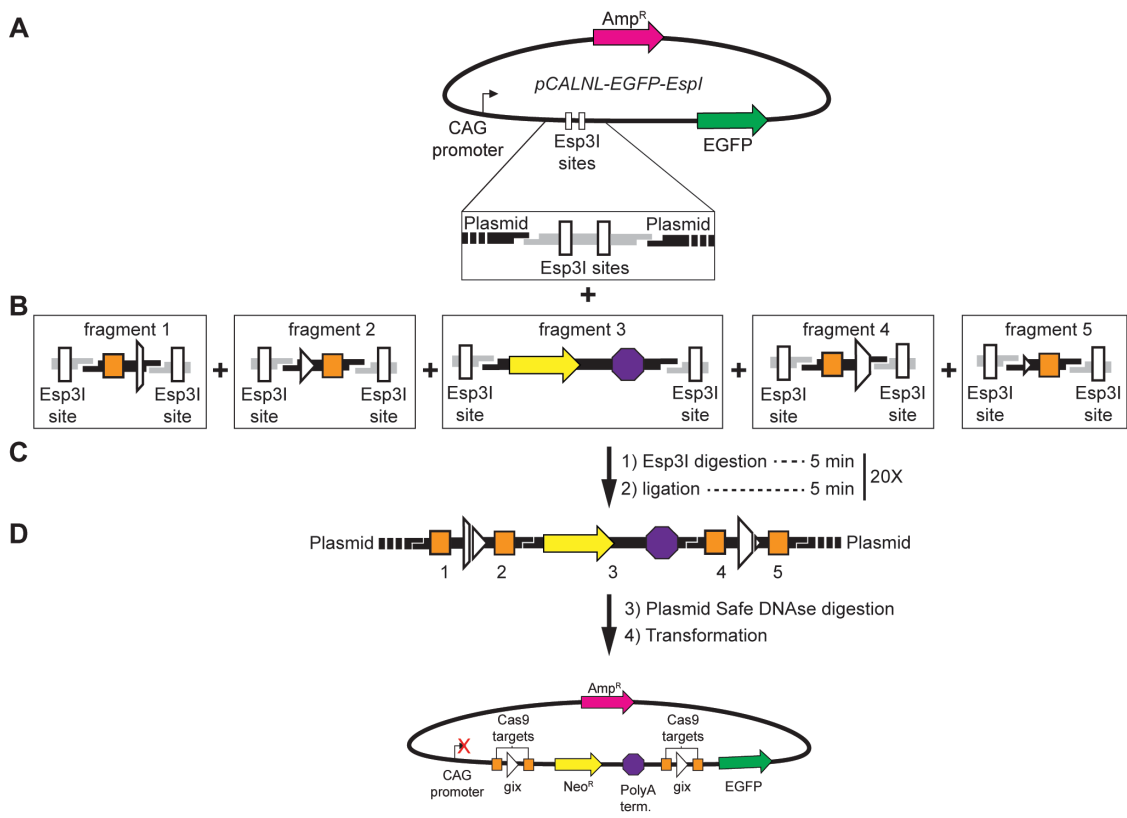 A
Amp^R
pCALNL-EGFP-EspI
CAG
promoter
Esp3I
sites
EGFP
Plasmid
Plasmid
Esp3I sites
+
B
fragment 1
Esp3I
site
Esp3I
site
+
fragment 2
Esp3I
site
Esp3I
site
+
fragment 3
Esp3I
site
Esp3I
site
+
fragment 4
Esp3I
site
Esp3I
site
+
fragment 5
Esp3I
site
Esp3I
site
C
1) Esp3I digestion ---- 5 min
2) ligation ------------- 5 min
20X
D
Plasmid
Plasmid
1
2
3
4
5
3) Plasmid Safe DNAse digestion
4) Transformation
Amp^R
Cas9
targets
Cas9
targets
X
CAG
promoter
gix
Neo^R
PolyA
term.
gix
EGFP